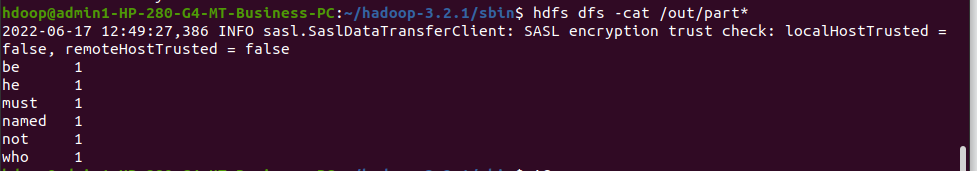 hdoop@admin1-HP-280-G4-MT-Business-PC:~/hadoop-3.2.1/sbin$ hdfs dfs -cat /out/part*
2022-06-17 12:49:27,386 INFO sasl.SaslDataTransferClient: SASL encryption trust check: localHostTrusted =
false, remoteHostTrusted = false
be 1
he 1
must 1
named 1
not 1
who 1